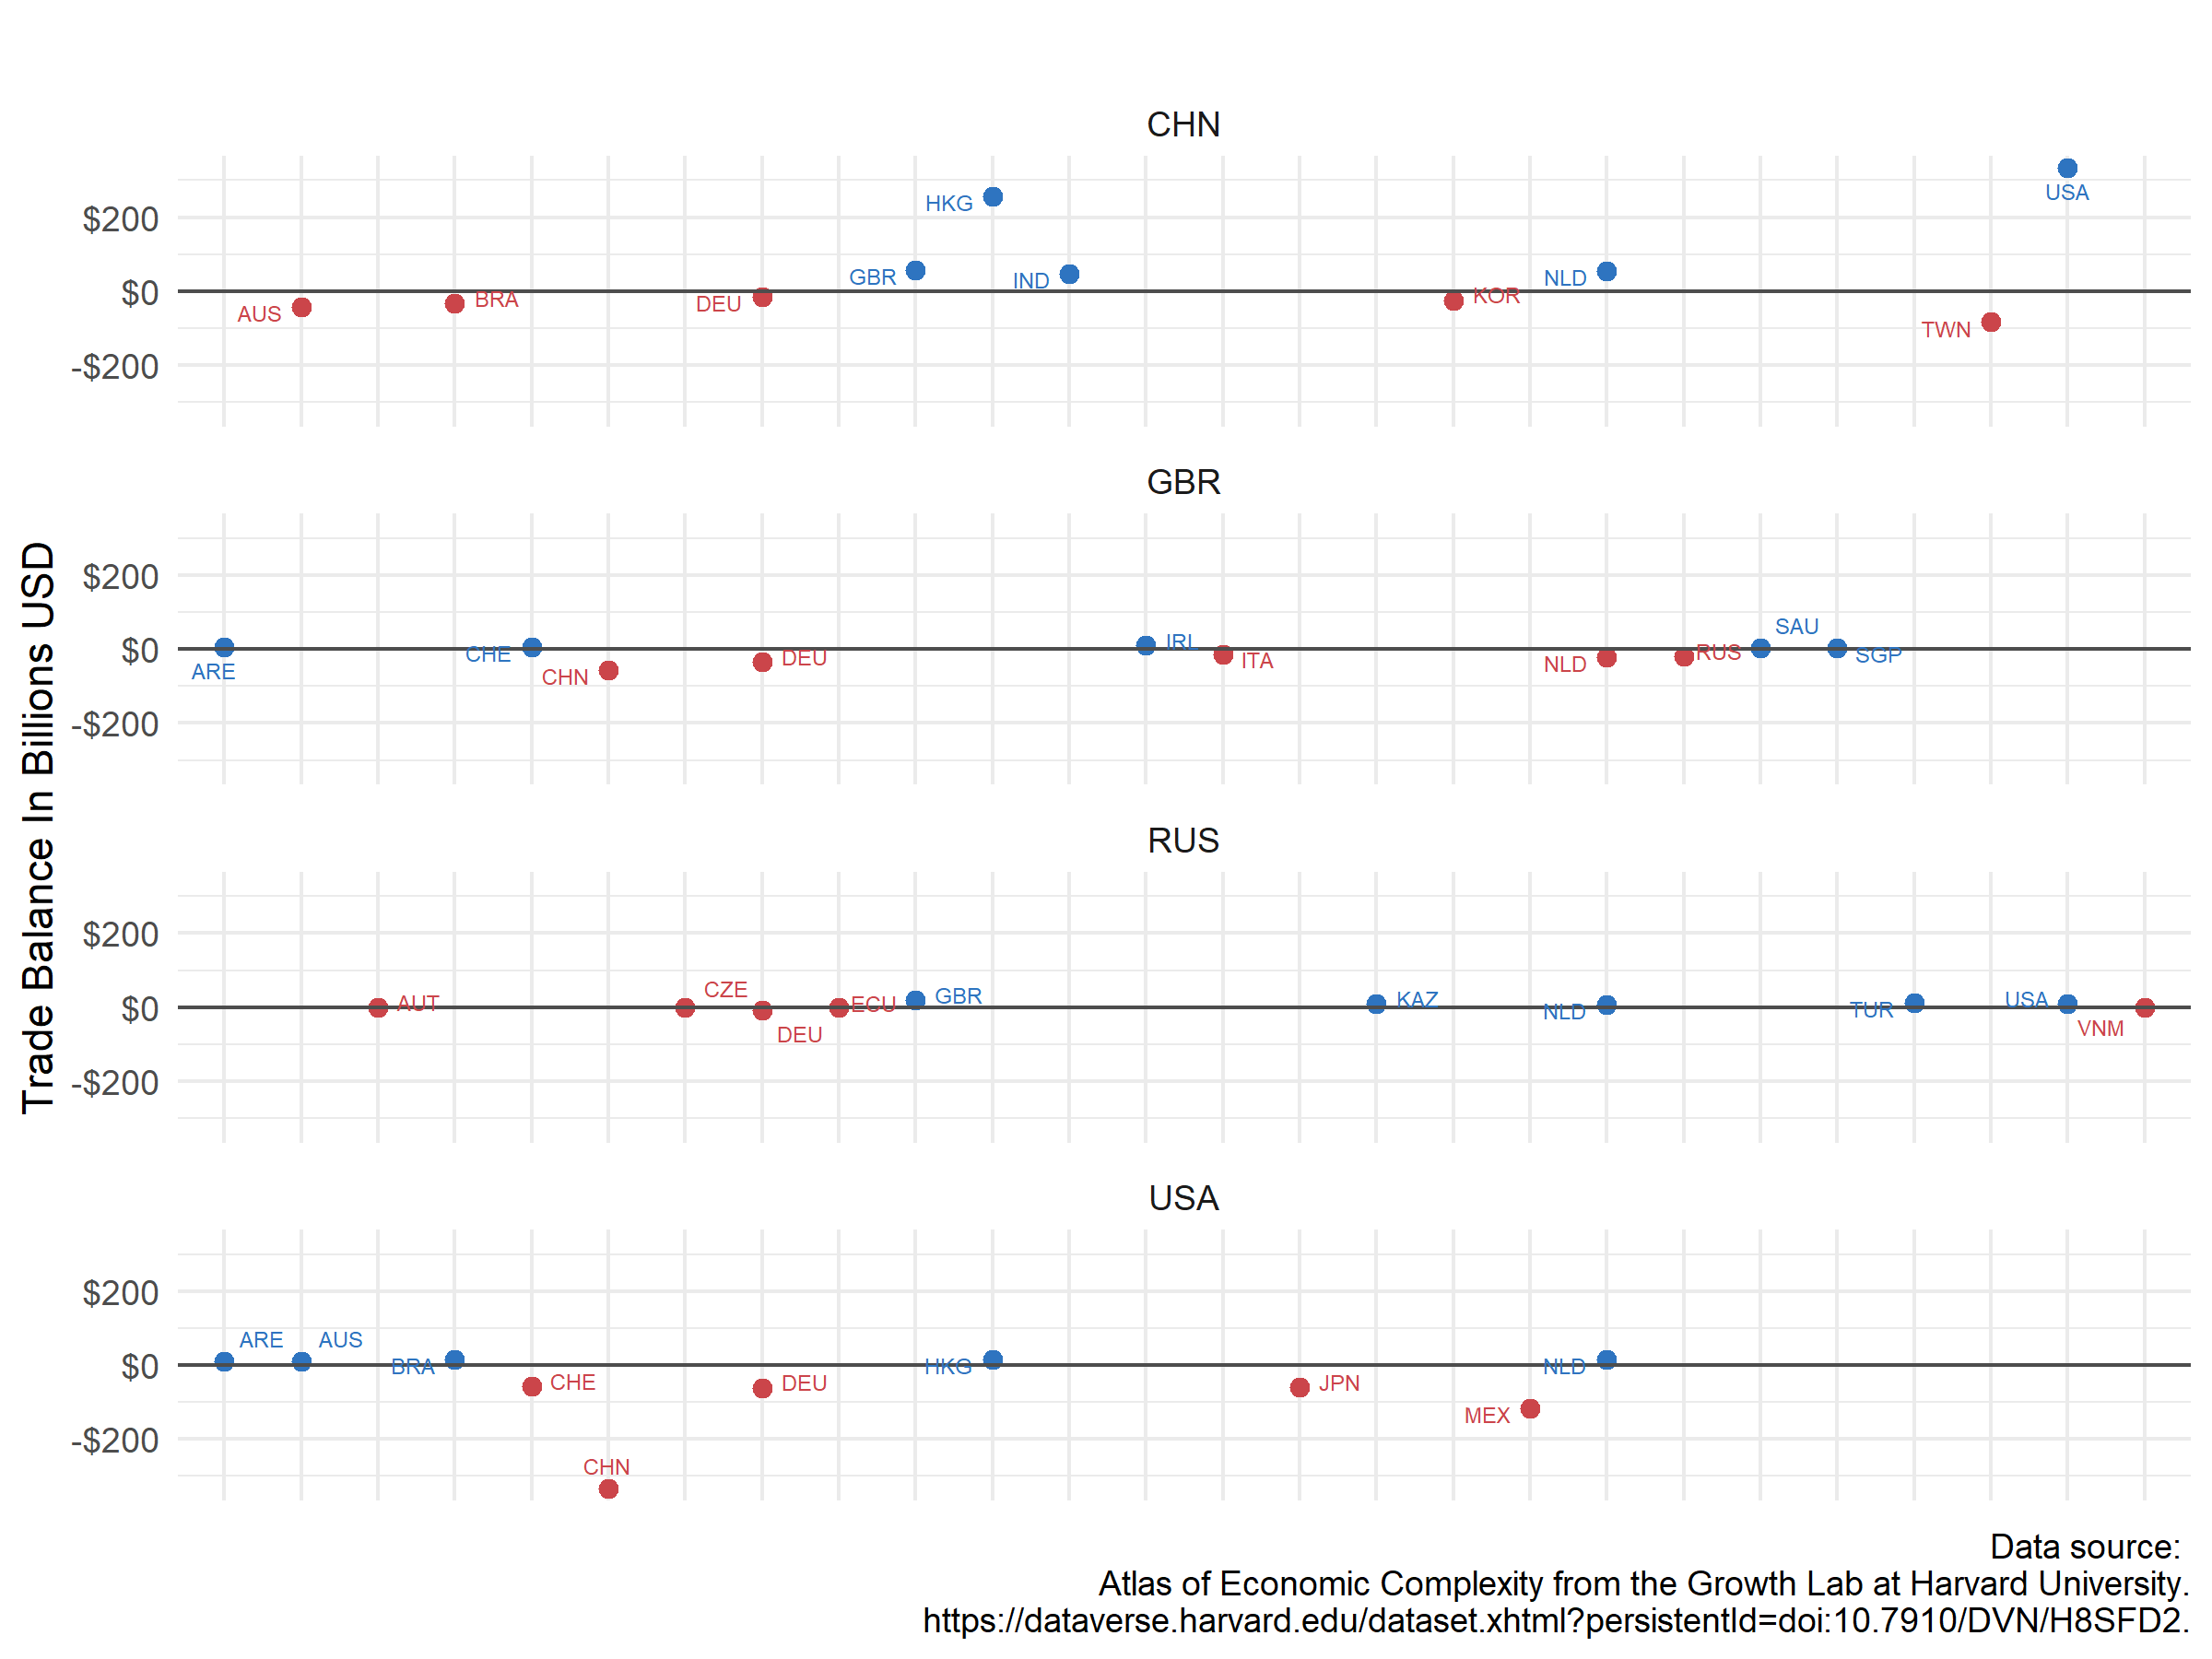 CHN
$200
$0
-$200
HKG
USA
GBR
IND
NLD
AUS
BRA
DEU
KOR
TWN
Trade Balance In Billions USD
GBR
$200
$0
-$200
ARE
CHE
CHN
DEU
IRL
ITA
NLD
RUS
SAU
SGP
RUS
$200
$0
-$200
AUT
CZE
DEU
ECU
GBR
KAZ
NLD
TUR
USA
VNM
USA
$200
$0
-$200
ARE
AUS
BRA
CHE
CHN
DEU
HKG
JPN
MEX
NLD
Data source:
Atlas of Economic Complexity from the Growth Lab at Harvard University.
https://dataverse.harvard.edu/dataset.xhtml?persistentId=doi:10.7910/DVN/H8SFD2.